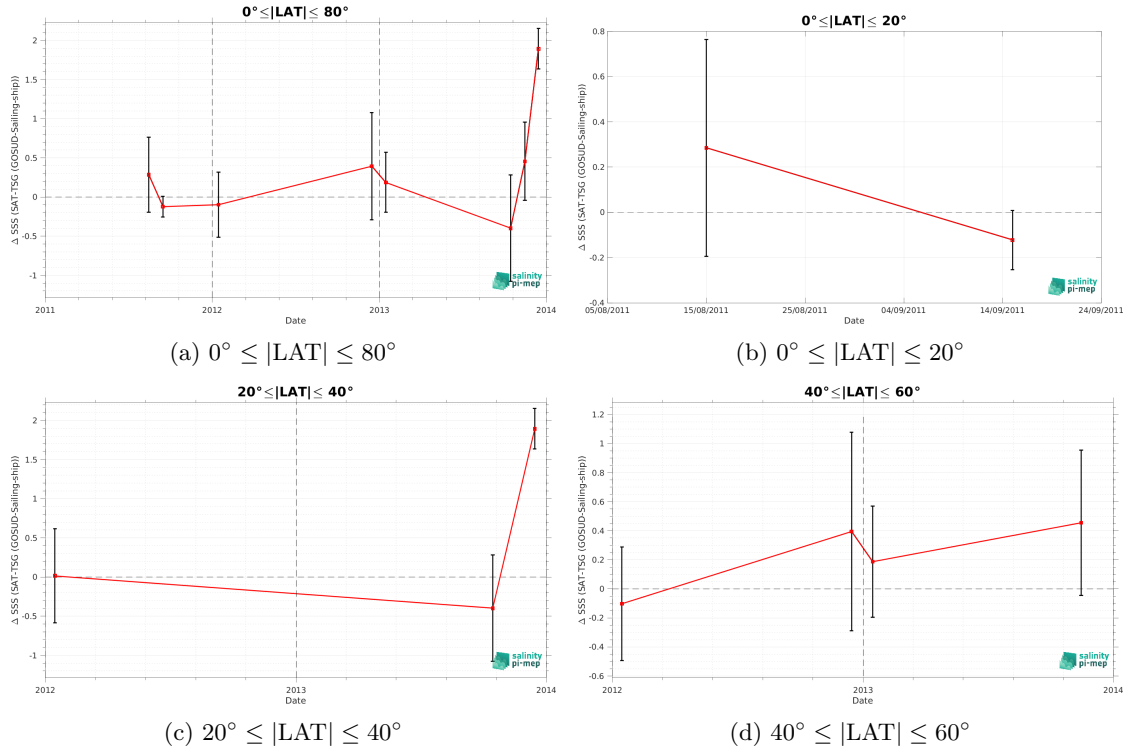 0°≤|LAT|≤ 80°
Δ SSS (SAT-TSG (GOSUD-Sailing-ship))
2
1.5
1
0.5
0
-0.5
-1
2011
2012
2013
2014
Date
salinity
pi-mep
(a) 0° ≤ |LAT| ≤ 80°
0°≤|LAT|≤ 20°
Δ SSS (SAT-TSG (GOSUD-Sailing-ship))
0.8
0.6
0.4
0.2
0
-0.2
-0.4
05/08/2011
15/08/2011
25/08/2011
04/09/2011
14/09/2011
24/09/2011
Date
salinity
pi-mep
(b) 0° ≤ |LAT| ≤ 20°
20°≤|LAT|≤ 40°
Δ SSS (SAT-TSG (GOSUD-Sailing-ship))
2
1.5
1
0.5
0
-0.5
-1
2012
2013
2014
Date
salinity
pi-mep
(c) 20° ≤ |LAT| ≤ 40°
40°≤|LAT|≤ 60°
Δ SSS (SAT-TSG (GOSUD-Sailing-ship))
1.2
1
0.8
0.6
0.4
0.2
0
-0.2
-0.4
-0.6
2012
2013
2014
Date
salinity
pi-mep
(d) 40° ≤ |LAT| ≤ 60°